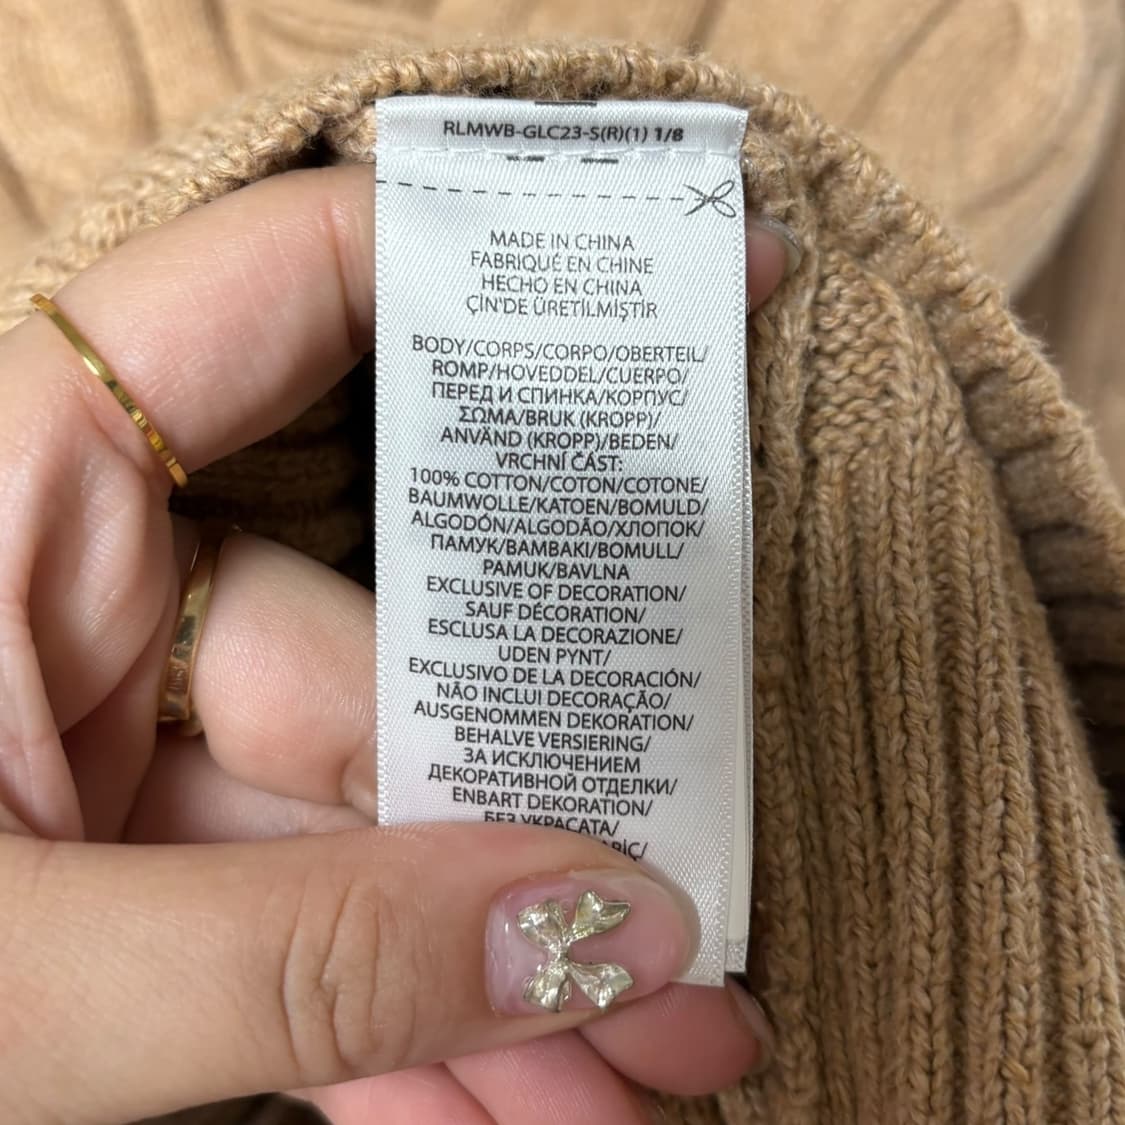 RLMWB-GLC23-S(R)(1) 1/8
MADE IN CHINA
FABRIQUÉ EN CHINE
HECHO EN CHINA
ÇİN'DE ÜRETİLMİŞTİR
BODY/CORPS/CORPO/OBERTEIL/
ROMP/HOVEDDEL/CUERPO/
ПЕРЕД И СПИНКА/КОРПУС/
ΣΩΜΑ/BRUK (KROPP)/
ANVÄND (KROPP)/BEDEN/
VRCHNÍ ČÁST:
100% COTTON/COTON/COTONE/
BAUMWOLLE/KATOEN/BOMULD/
ALGODÓN/ALGODÃO/ХЛОПОК/
ПАМУК/ΒΑΜΒΑΚΙ/BOMULL/
PAMUK/BAVLNA
EXCLUSIVE OF DECORATION/
SAUF DÉCORATION/
ESCLUSA LA DECORAZIONE/
UDEN PYNT/
EXCLUSIVO DE LA DECORACIÓN/
NÃO INCLUI DECORAÇÃO/
AUSGENOMMEN DEKORATION/
BEHALVE VERSIERING/
ЗА ИСКЛЮЧЕНИЕМ
ДЕКОРАТИВНОЙ ОТДЕЛКИ/
ENBART DEKORATION/
БЕЗ УКРАСАТА/